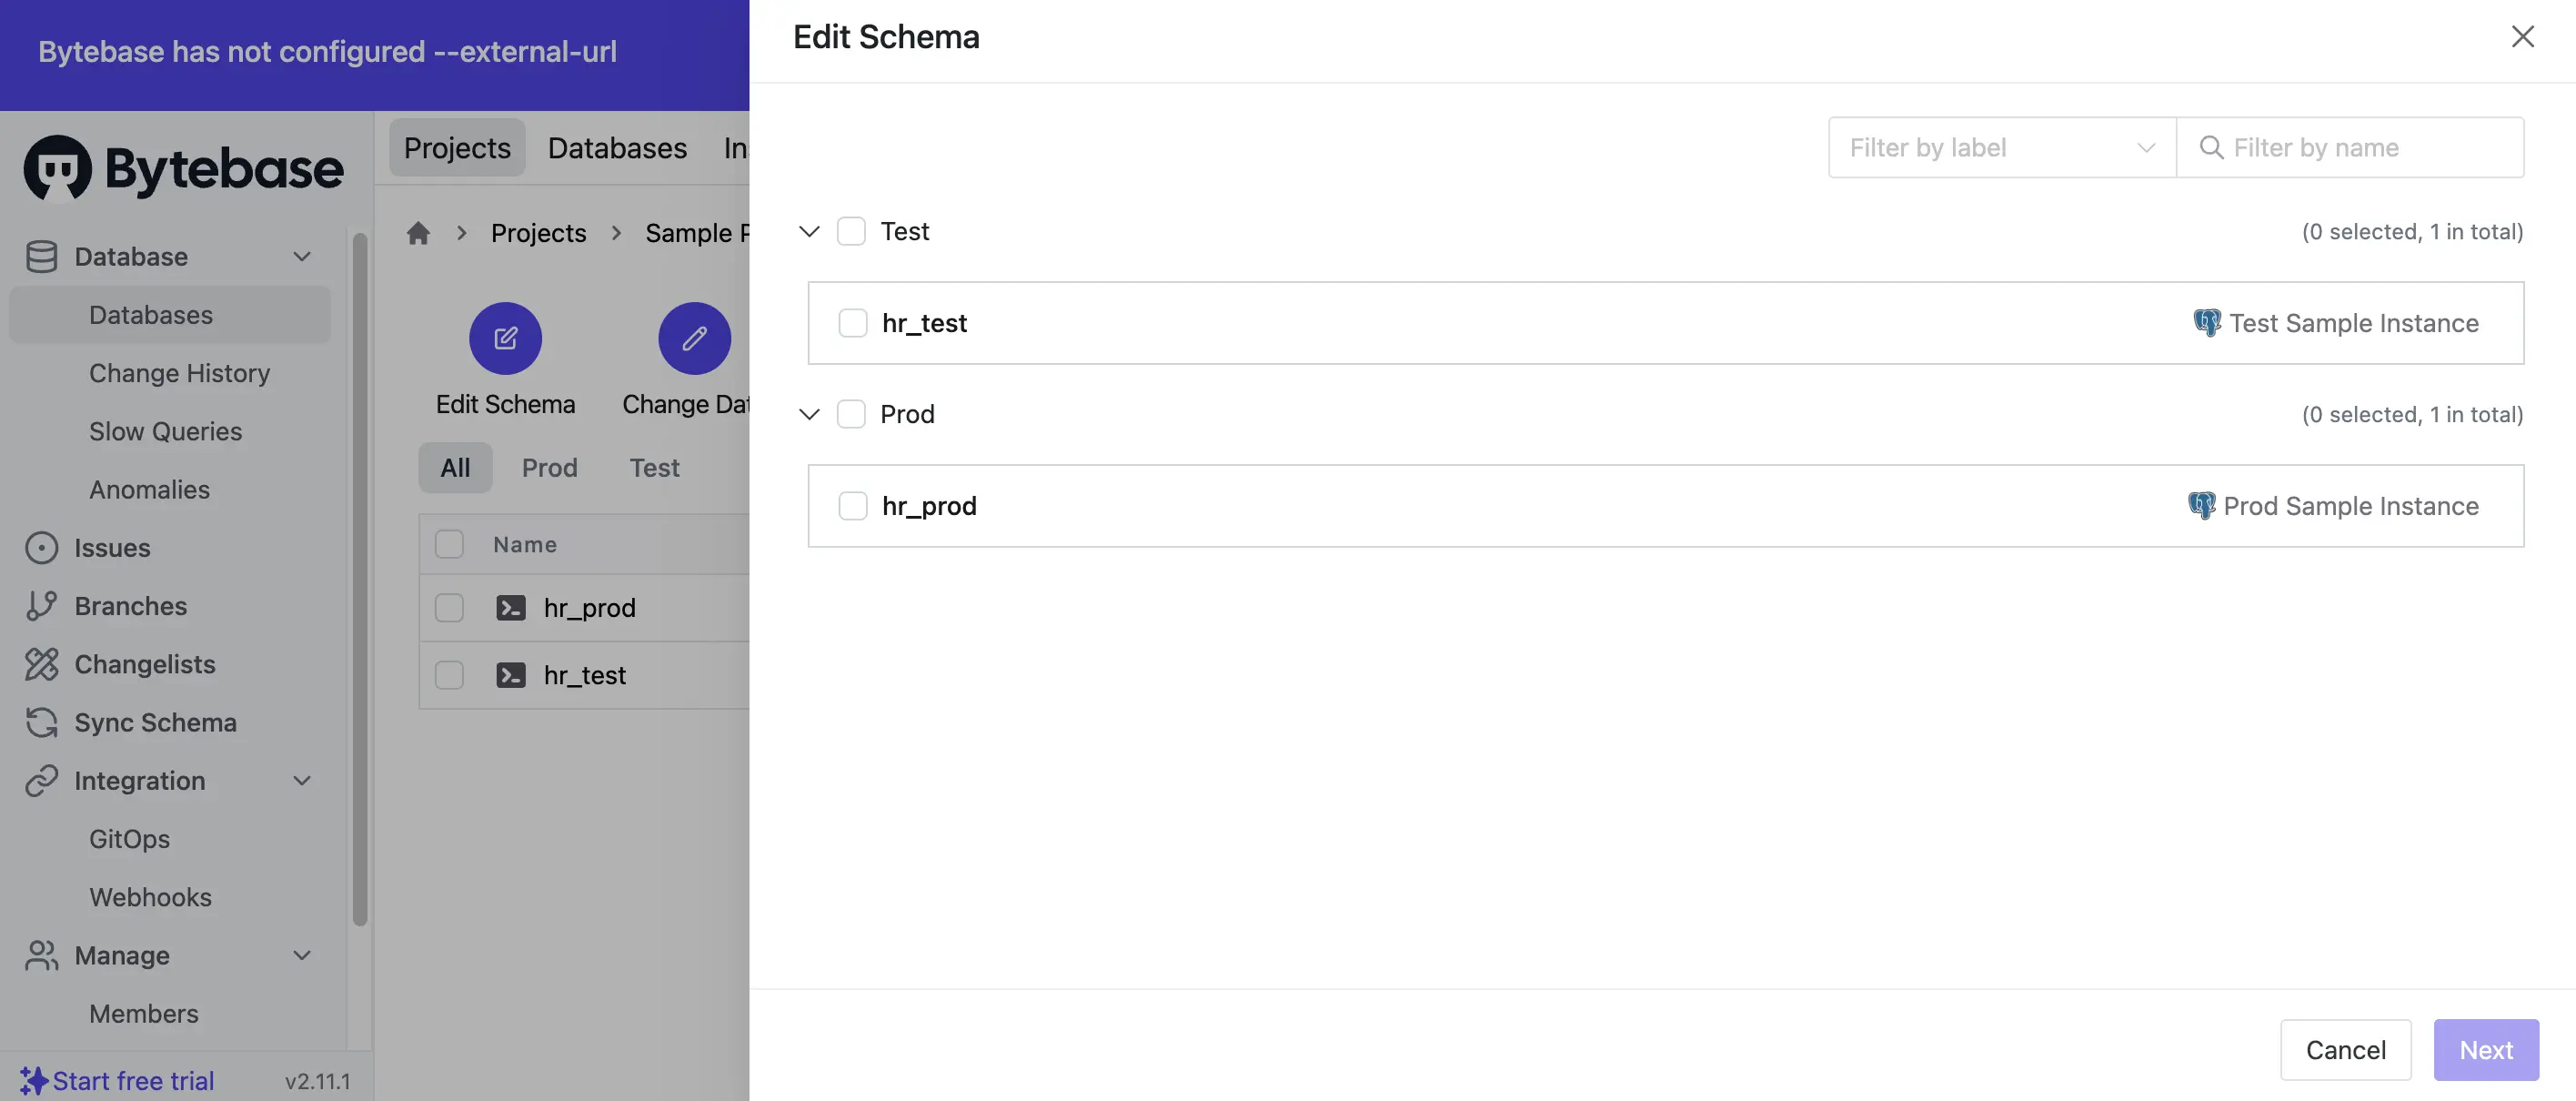 Bytebase has not configured --external-url
Bytebase
Database
Databases
Change History
Slow Queries
Anomalies
Issues
Branches
Changelists
Sync Schema
Integration
GitOps
Webhooks
Manage
Members
Start free trial
v2.11.1
Projects Databases
Projects Sample
Edit Schema
Change
All Prod Test
Name
hr_prod
hr_test
Edit Schema
Filter by label
Filter by name
Test
(0 selected, 1 in total)
hr_test
Test Sample Instance
Prod
(0 selected, 1 in total)
hr_prod
Prod Sample Instance
Cancel
Next